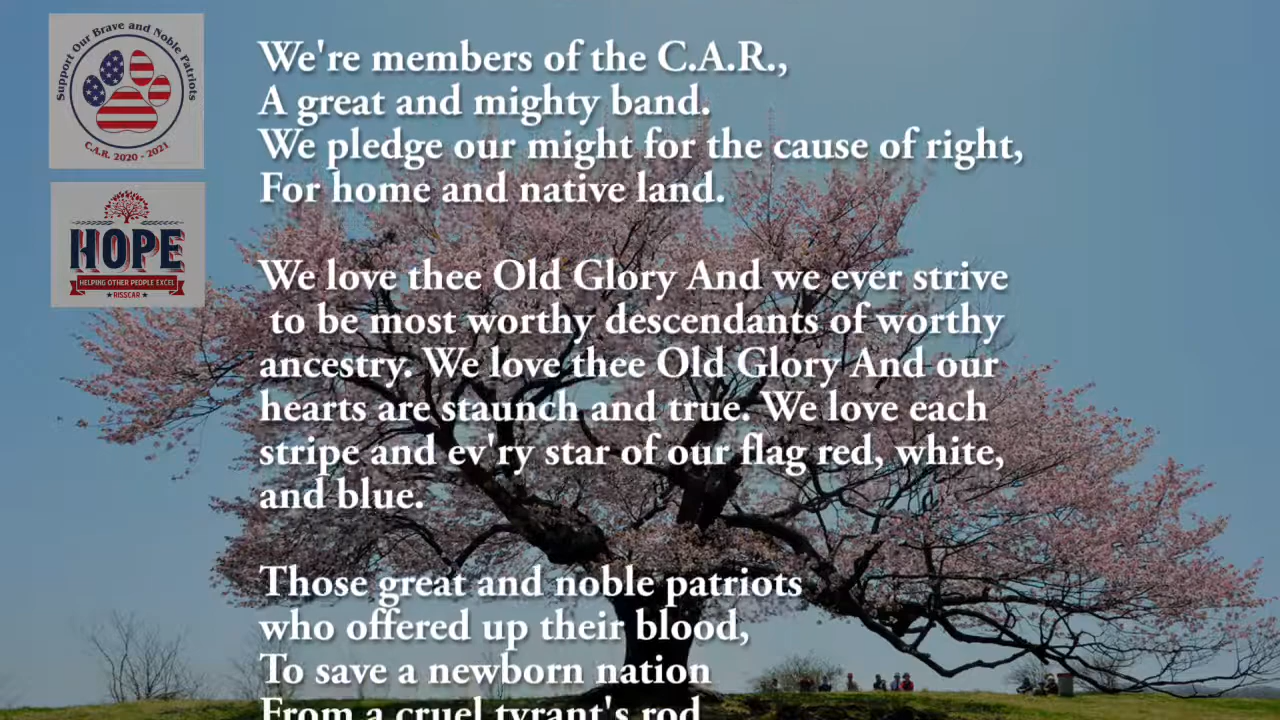 Support Our Brave and Noble Patriots
C.A.R. 2020 - 2021
HOPE
HELPING OTHER PEOPLE EXCEL
RISSCAR
We're members of the C.A.R.,
A great and mighty band.
We pledge our might for the cause of right,
For home and native land.
We love thee Old Glory And we ever strive
to be most worthy descendants of worthy
ancestry. We love thee Old Glory And our
hearts are staunch and true. We love each
stripe and ev'ry star of our flag red, white,
and blue.
Those great and noble patriots
who offered up their blood,
To save a newborn nation
From a cruel tyrant's rod